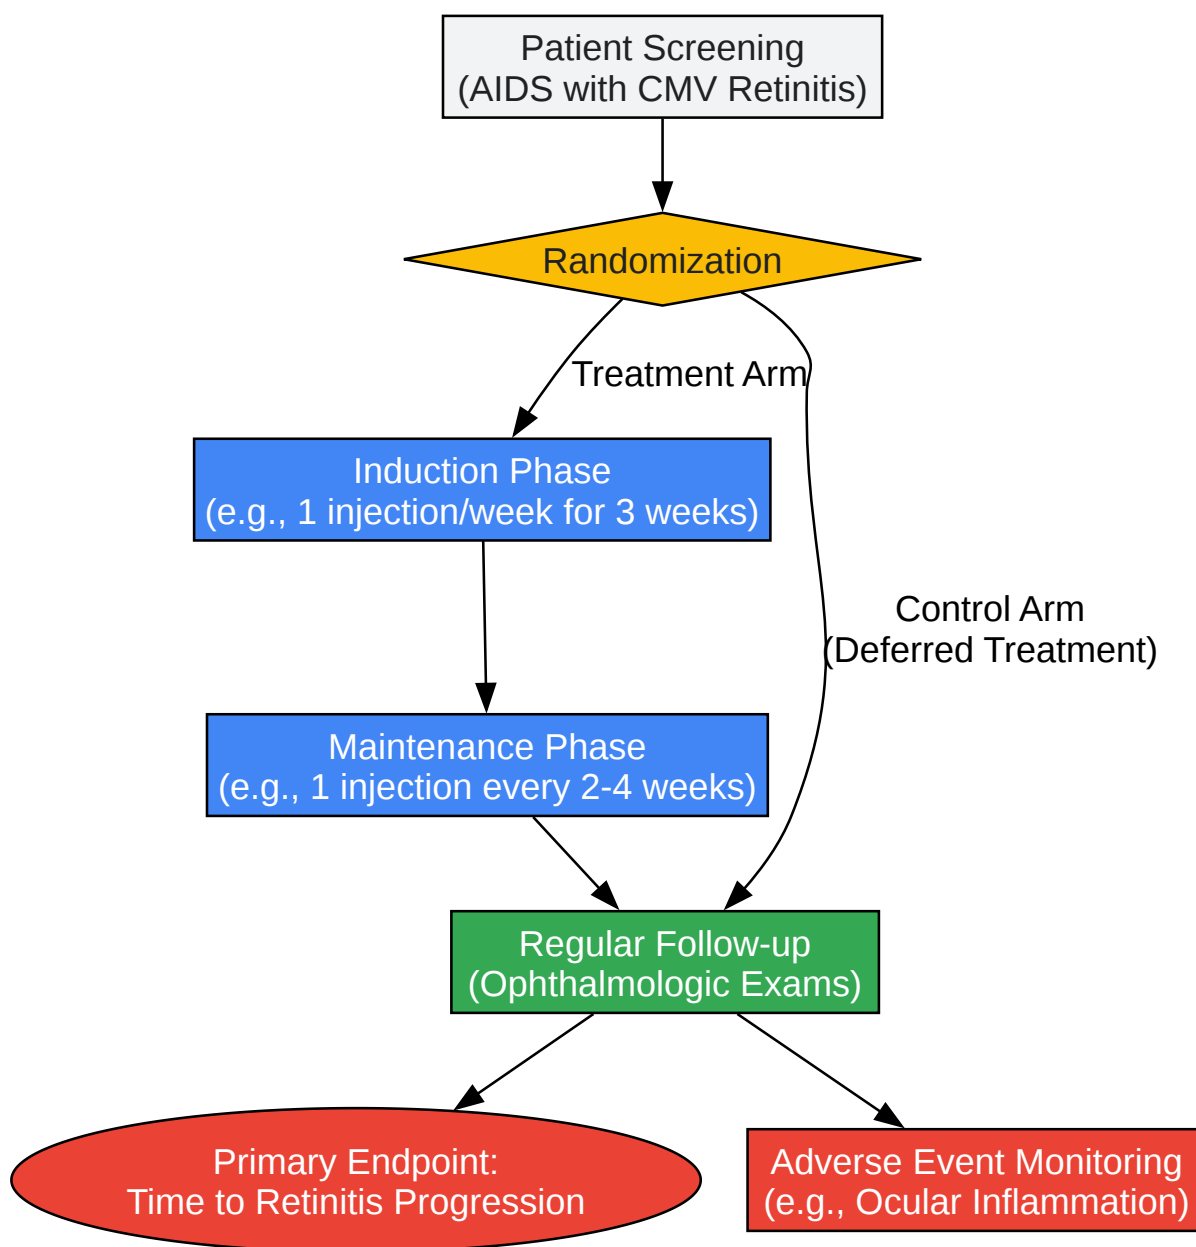 Patient Screening
(AIDS with CMV Retinitis)
Randomization
Treatment Arm
Induction Phase
(e.g., 1 injection/week for 3 weeks)
Control Arm
(Deferred Treatment)
Maintenance Phase
(e.g., 1 injection every 2-4 weeks)
Regular Follow-up
(Ophthalmologic Exams)
Primary Endpoint:
Time to Retinitis Progression
Adverse Event Monitoring
(e.g., Ocular Inflammation)